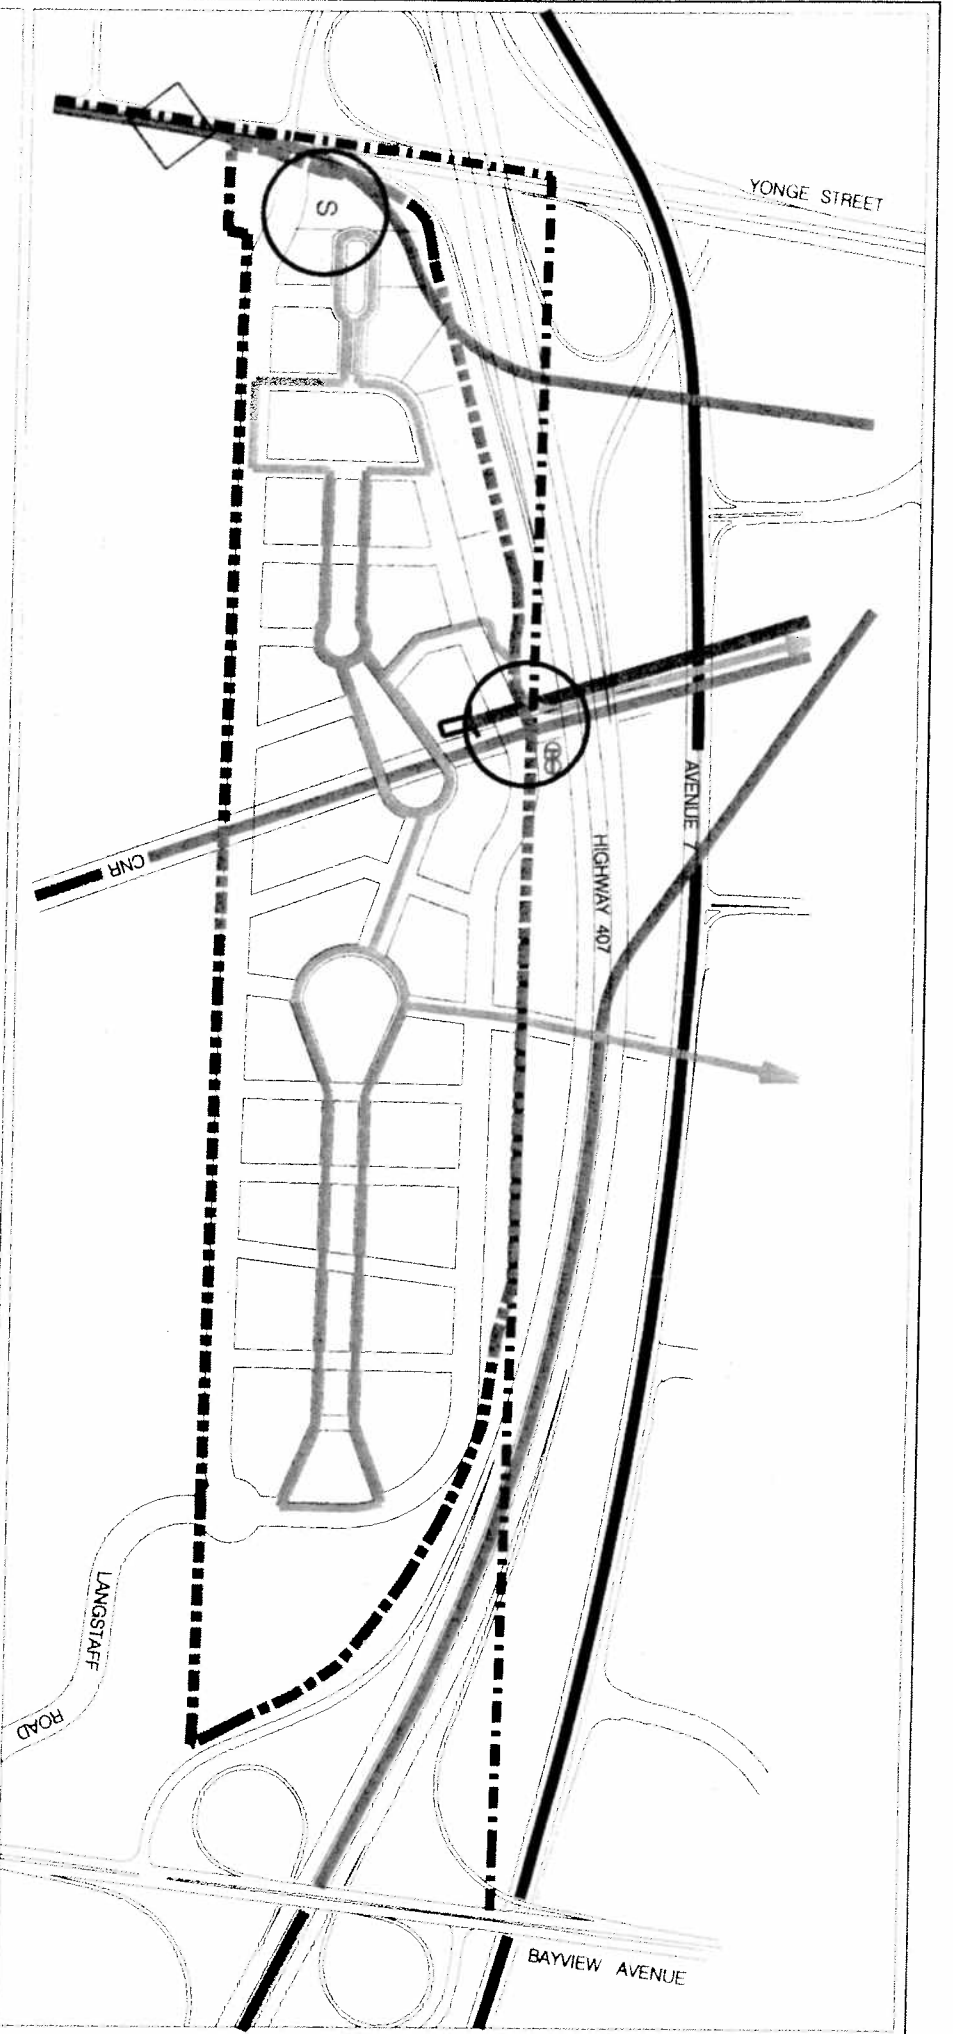 YONGE STREET
S
AVENUE 7
HIGHWAY 407
CNR
LANGSTAFF
ROAD
BAYVIEW AVENUE